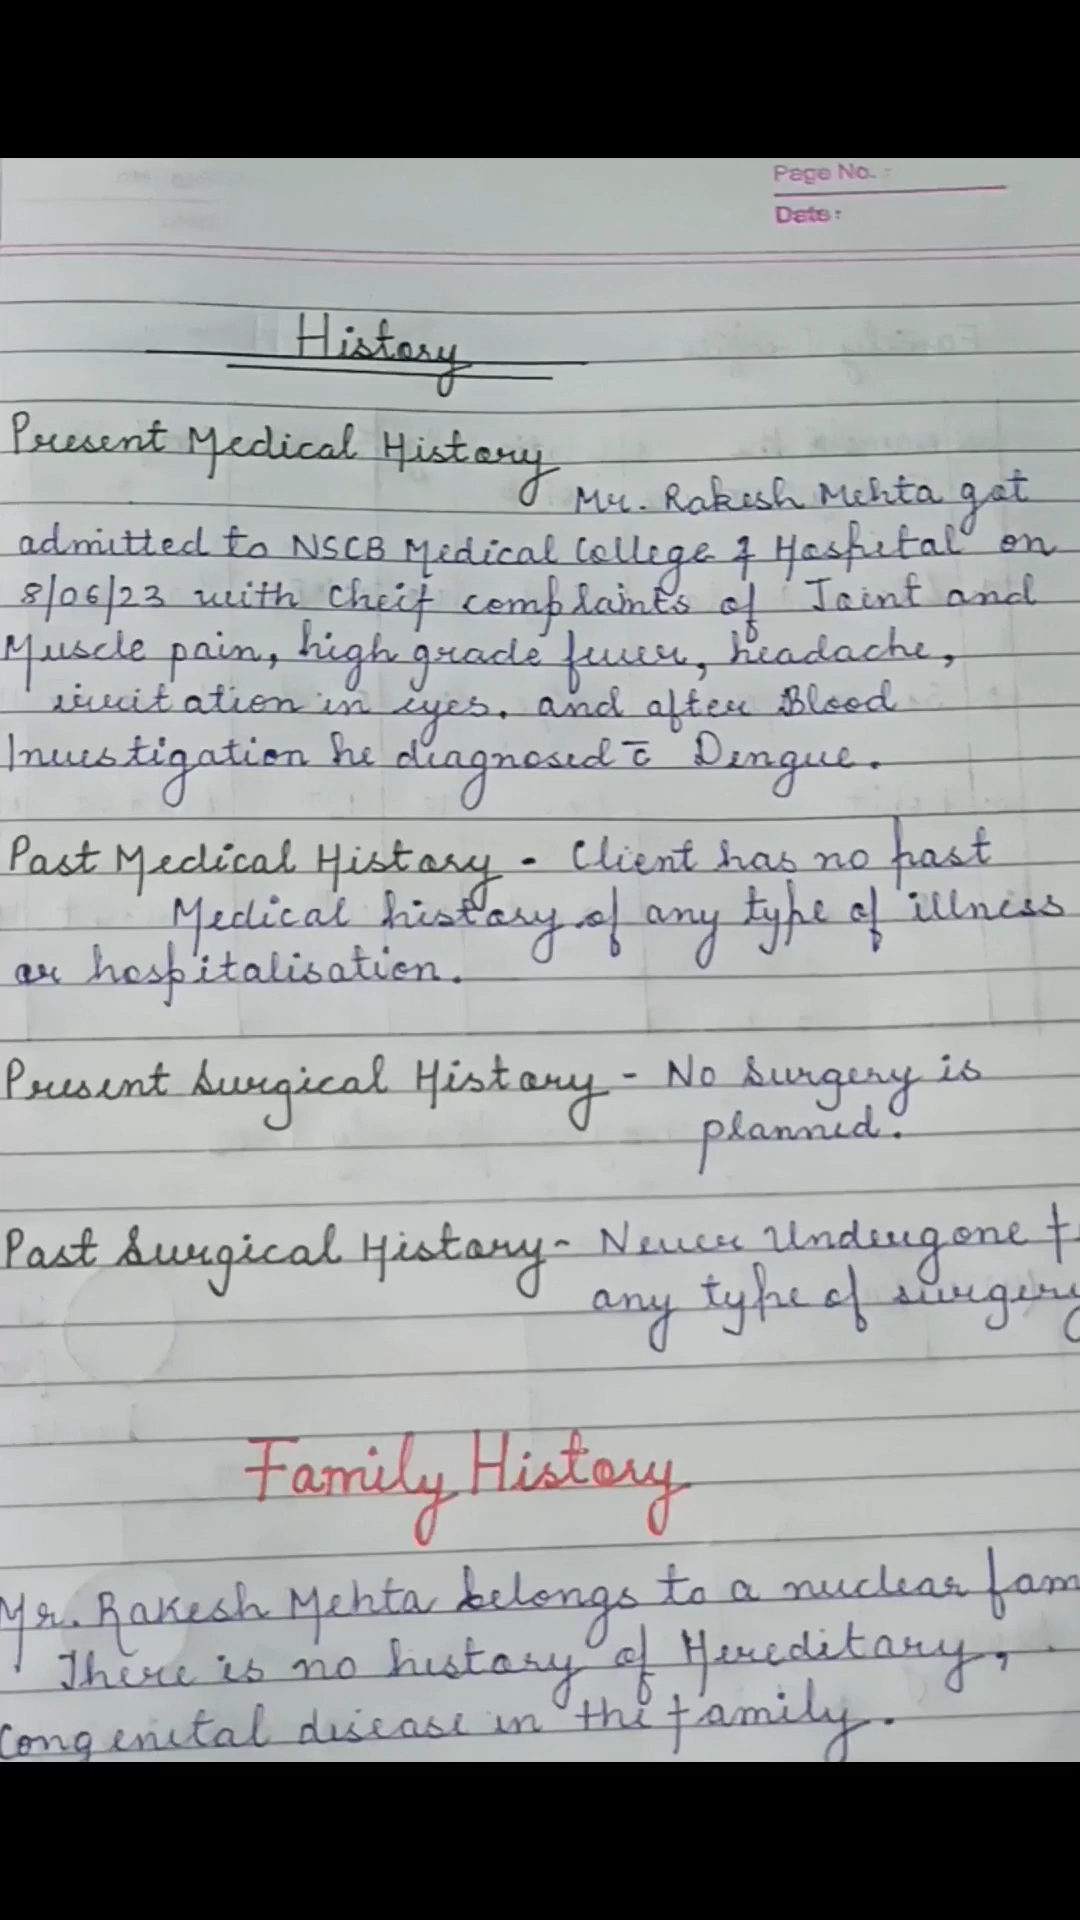 Page No. :
Date:
History
Present Medical History
Mr. Rakesh Mehta got
admitted to NSCB Medical College & Hospital on
8/06/23 with Cheif complaints of Joint and
Muscle pain, high grade fever, headache,
irritation in eyes. and after Blood
Investigation he diagnosed c̄ Dengue.
Past Medical History - Client has no past
Medical history of any type of illness
or hospitalisation.
Present Surgical History - No Surgery is
planned.
Past Surgical History - Never Undergone
any type of surgery
Family History
Mr. Rakesh Mehta belongs to a nuclear fam
There is no history of Hereditary,
Congenital disease in the family.